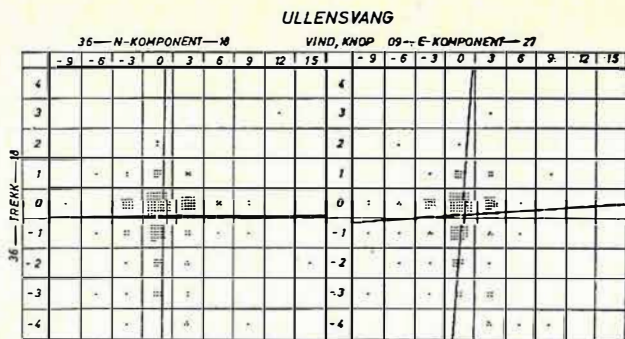 ULLENSVANG
36 — N-KOMPONENT — 18 VIND, KNOP 09 — E-KOMPONENT — 27
-9 -6 -3 0 3 6 9 12 15 -9 -6 -3 0 3 6 9 12 15
4 4
3 3
2 2
1 1
0 0
-1 -1
-2 -2
-3 -3
-4 -4
36 — TREKK — 18